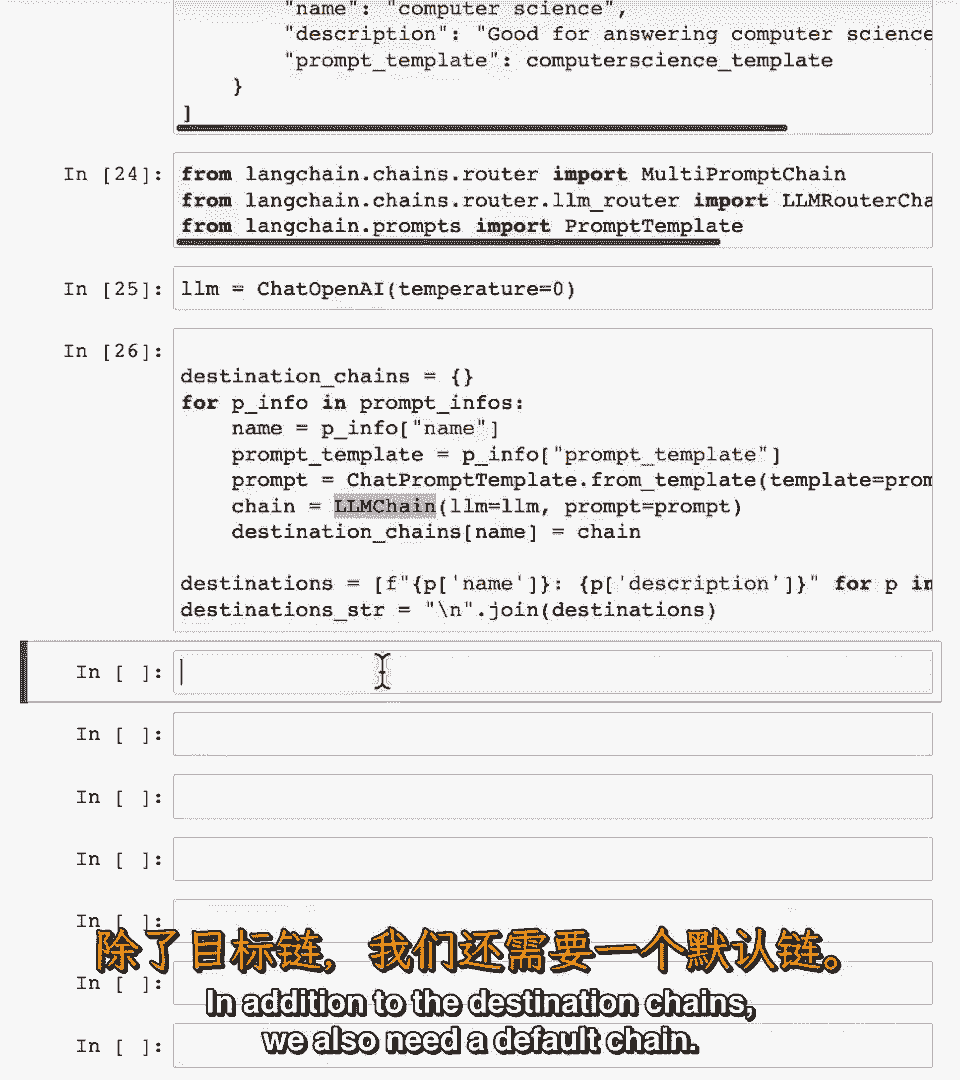 "name": "computer science",
"description": "Good for answering computer science
"prompt_template": computerscience_template
}
]
In [24]: from langchain.chains.router import MultiPromptChain
from langchain.chains.router.llm_router import LLMRouterCha
from langchain.prompts import PromptTemplate
In [25]: llm = ChatOpenAI(temperature=0)
In [26]:
destination_chains = {}
for p_info in prompt_infos:
name = p_info["name"]
prompt_template = p_info["prompt_template"]
prompt = ChatPromptTemplate.from_template(template=prom
chain = LLMChain(llm=llm, prompt=prompt)
destination_chains[name] = chain
destinations = [f"{p['name']}: {p['description']}" for p in
destinations_str = "\n".join(destinations)
In [ ]:
In [ ]:
In [ ]:
In [ ]:
In [ ]:
除了目标链，我们还需要一个默认链。
In [ ]:
In addition to the destination chains,
we also need a default chain.
In [ ]: